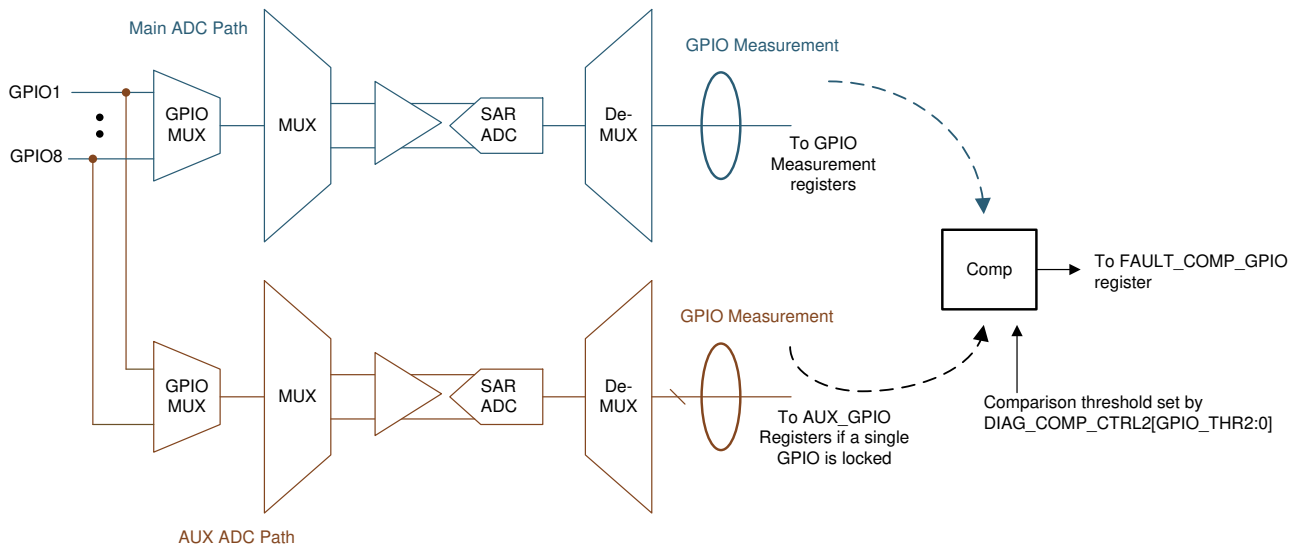 Main ADC Path
GPIO Measurement
GPIO1
GPIO
MUX
MUX
SAR
ADC
De-
MUX
GPIO8
To GPIO
Measurement
registers
Comp
To FAULT_COMP_GPIO
register
GPIO Measurement
GPIO
MUX
MUX
SAR
ADC
De-
MUX
To AUX_GPIO
Registers if a single
GPIO is locked
Comparison threshold set by
DIAG_COMP_CTRL2[GPIO_THR2:0]
AUX ADC Path